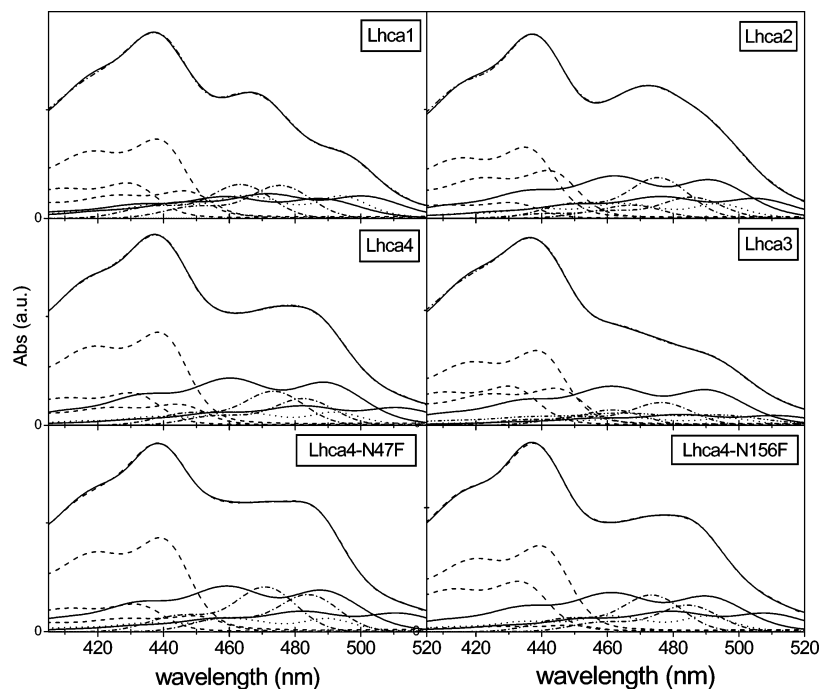 Lhca1
Lhca2
0
Lhca4
Lhca3
Abs (a.u.)
0
Lhca4-N47F
Lhca4-N156F
0
0
420 440 460 480 500 520 420 440 460 480 500 520
wavelength (nm) wavelength (nm)